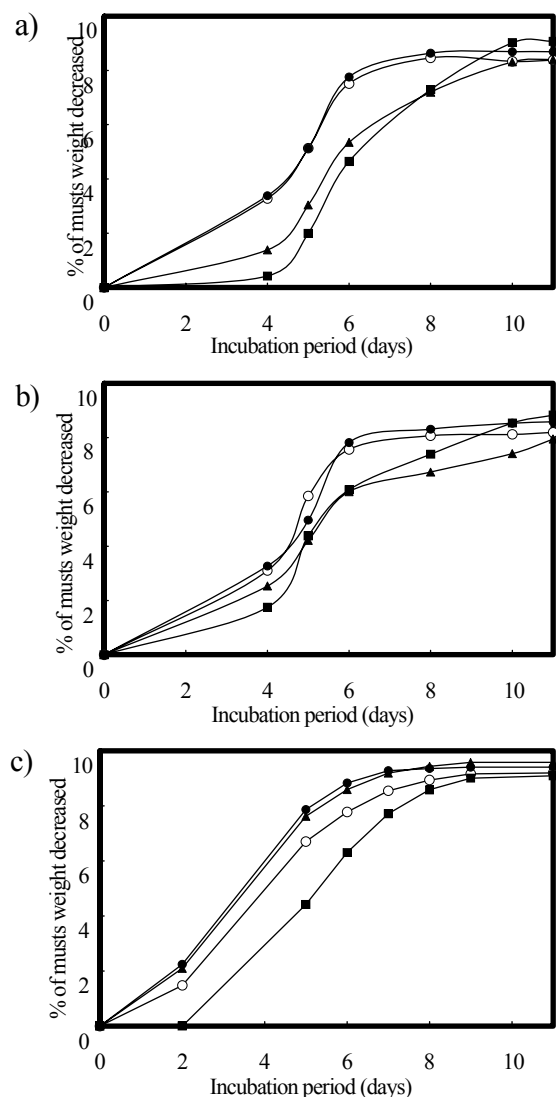 a)
10
8
6
4
2
0
% of musts weight decreased
0 2 4 6 8 10
Incubation period (days)
b)
10
8
6
4
2
0
% of musts weight decreased
0 2 4 6 8 10
Incubation period (days)
c)
10
8
6
4
2
0
% of musts weight decreased
0 2 4 6 8 10
Incubation period (days)